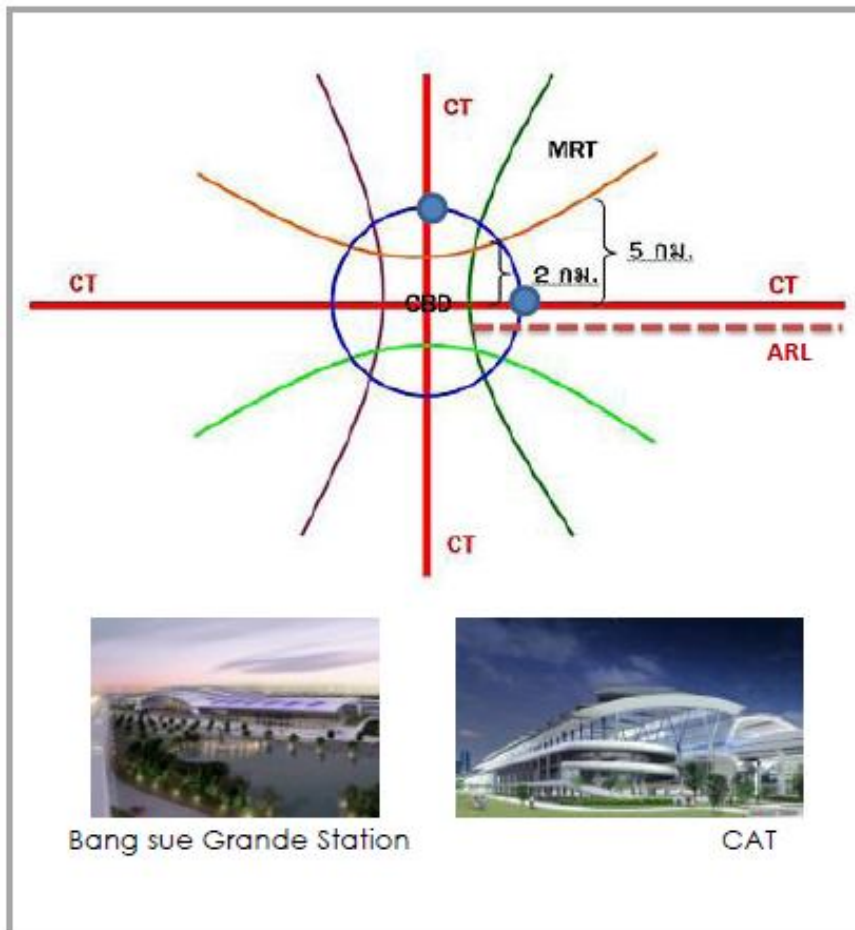 CT
MRT
5 กม.
2 กม.
CT
CBD
CT
ARL
CT
Bang sue Grande Station
CAT